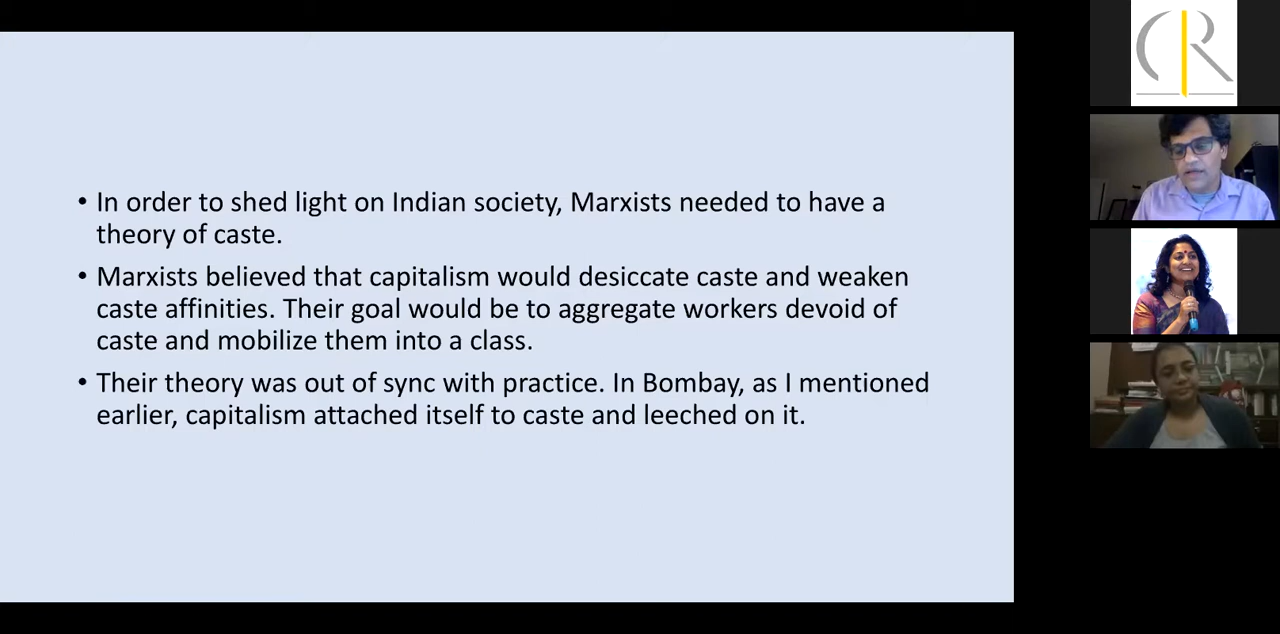 • In order to shed light on Indian society, Marxists needed to have a
theory of caste.
• Marxists believed that capitalism would desiccate caste and weaken
caste affinities. Their goal would be to aggregate workers devoid of
caste and mobilize them into a class.
• Their theory was out of sync with practice. In Bombay, as I mentioned
earlier, capitalism attached itself to caste and leeched on it.
CR